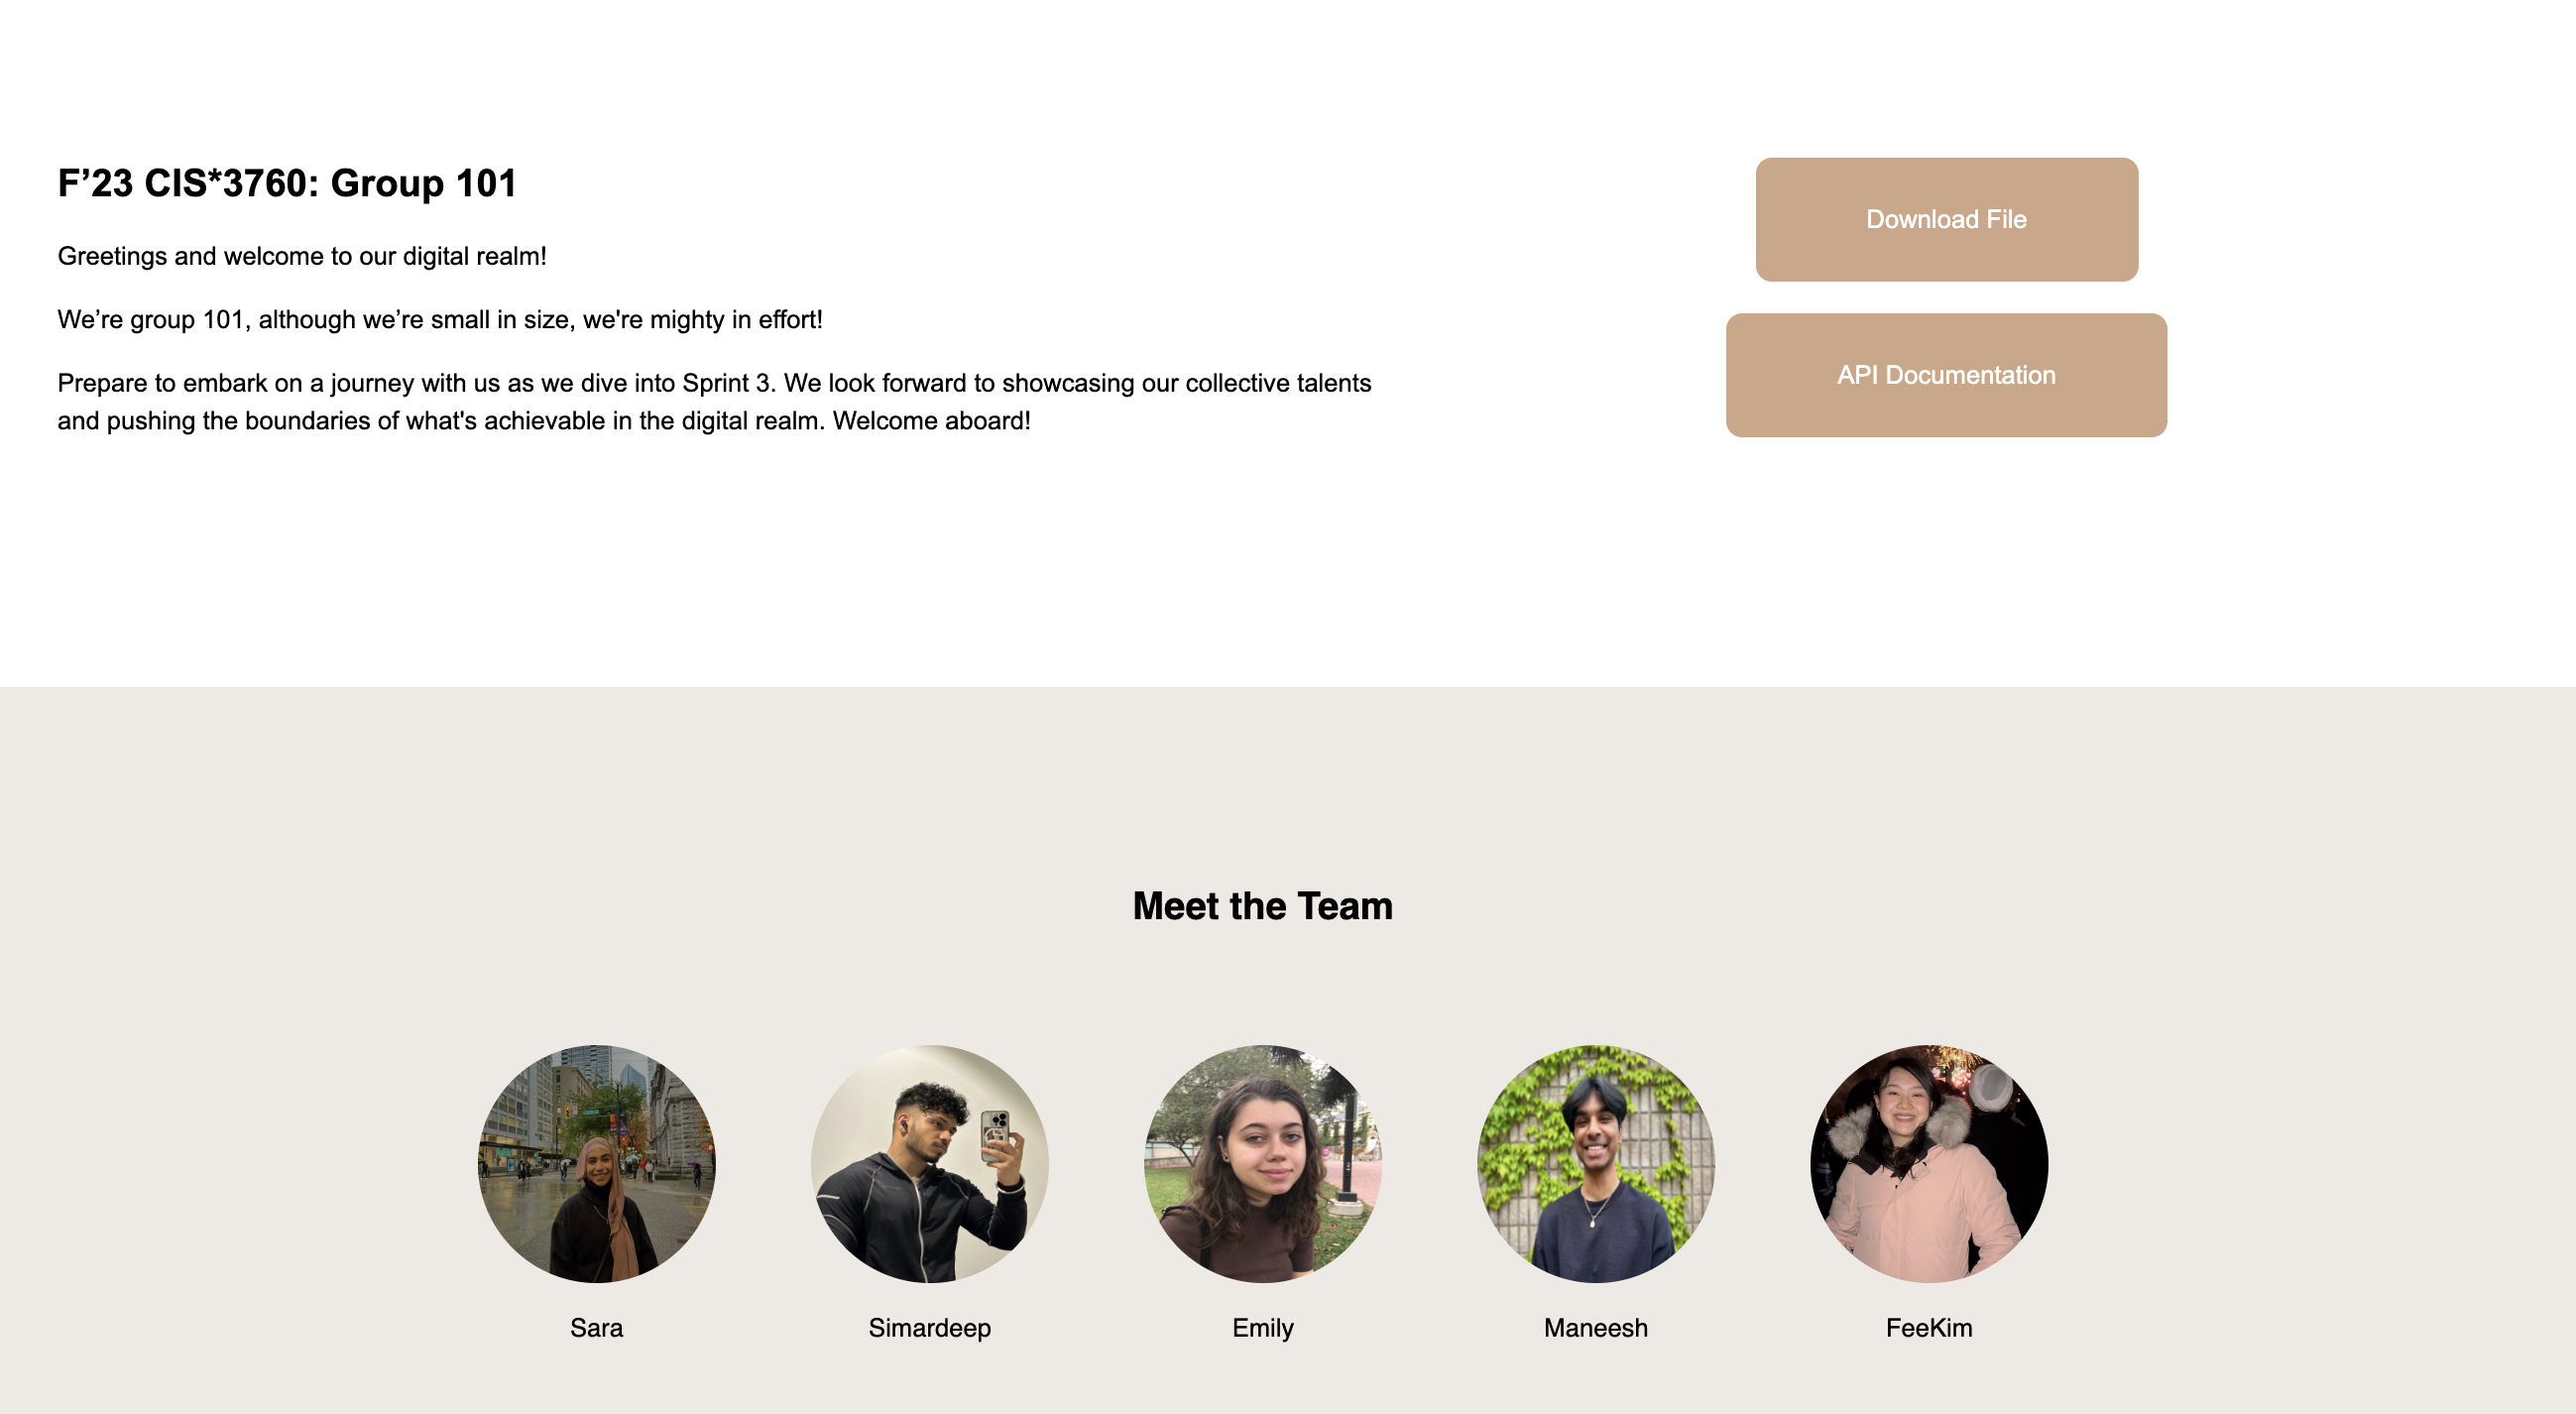 F’23 CIS*3760: Group 101
Greetings and welcome to our digital realm!
We’re group 101, although we’re small in size, we're mighty in effort!
Prepare to embark on a journey with us as we dive into Sprint 3. We look forward to showcasing our collective talents
and pushing the boundaries of what's achievable in the digital realm. Welcome aboard!
Download File
API Documentation
Meet the Team
Sara
Simardeep
Emily
Maneesh
FeeKim